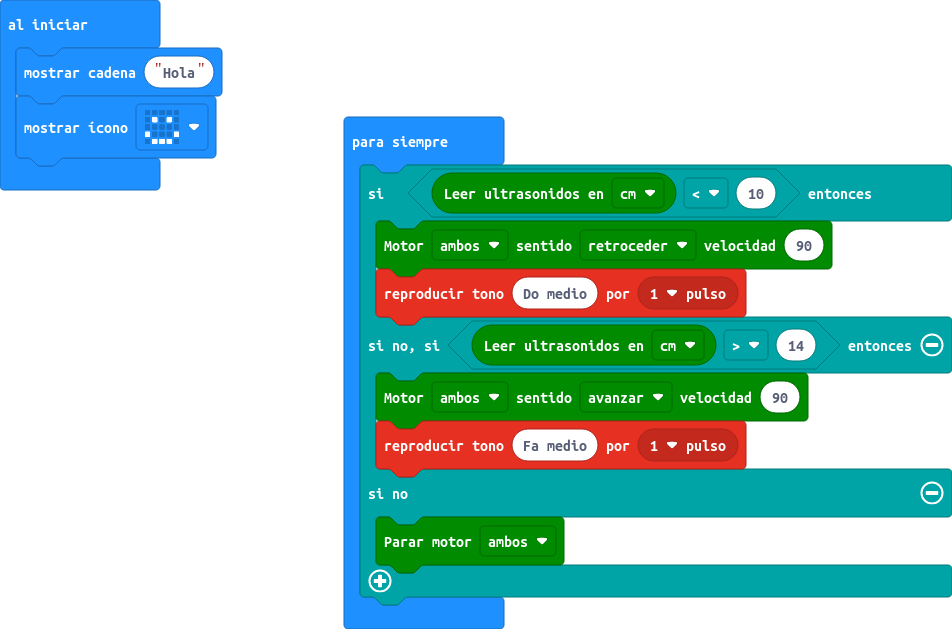 al iniciar
mostrar cadena "Hola"
mostrar ícono
para siempre
si Leer ultrasonidos en cm < 10 entonces
Motor ambos sentido retroceder velocidad 90
reproducir tono Do medio por 1 pulso
si no, si Leer ultrasonidos en cm > 14 entonces
Motor ambos sentido avanzar velocidad 90
reproducir tono Fa medio por 1 pulso
si no
Parar motor ambos